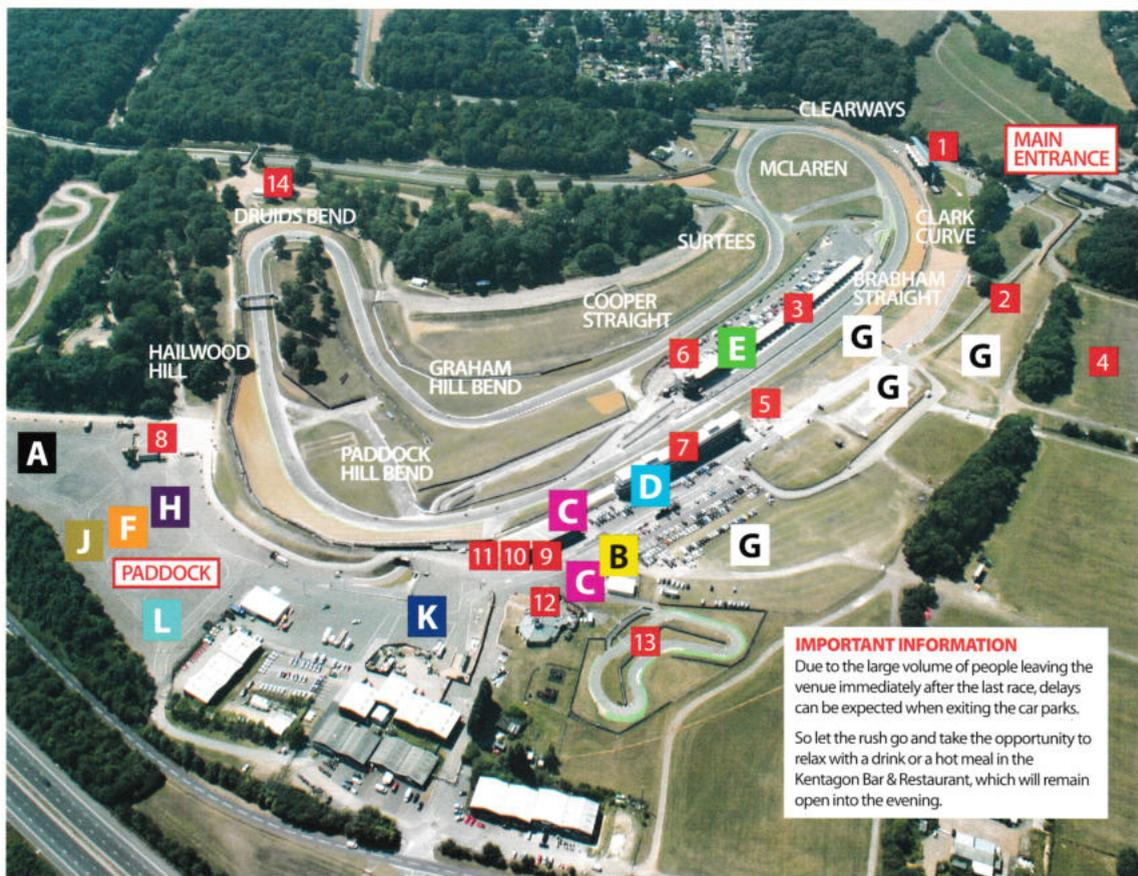 CLEARWAYS
1
MAIN
ENTRANCE
MCLAREN
14
DRUIDS BEND
CLARK
CURVE
SURTEES
BRABHAM
STRAIGHT
COOPER
STRAIGHT
3
2
HAILWOOD
HILL
6
E
G
G
4
GRAHAM
HILL BEND
G
5
A
8
PADDOCK
HILL BEND
7
D
H
C
J
F
G
11
10
9
B
PADDOCK
C
L
K
12
13
IMPORTANT INFORMATION
Due to the large volume of people leaving the
venue immediately after the last race, delays
can be expected when exiting the car parks.
So let the rush go and take the opportunity to
relax with a drink or a hot meal in the
Kentagon Bar & Restaurant, which will remain
open into the evening.